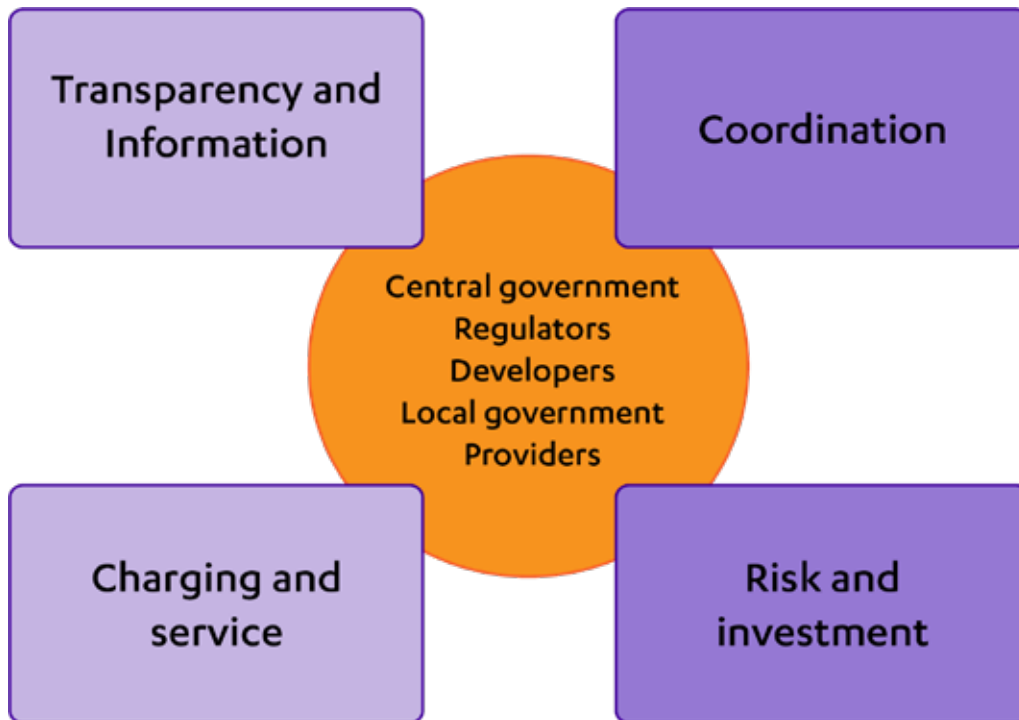 Transparency and
Information
Coordination
Central government
Regulators
Developers
Local government
Providers
Charging and
service
Risk and
investment